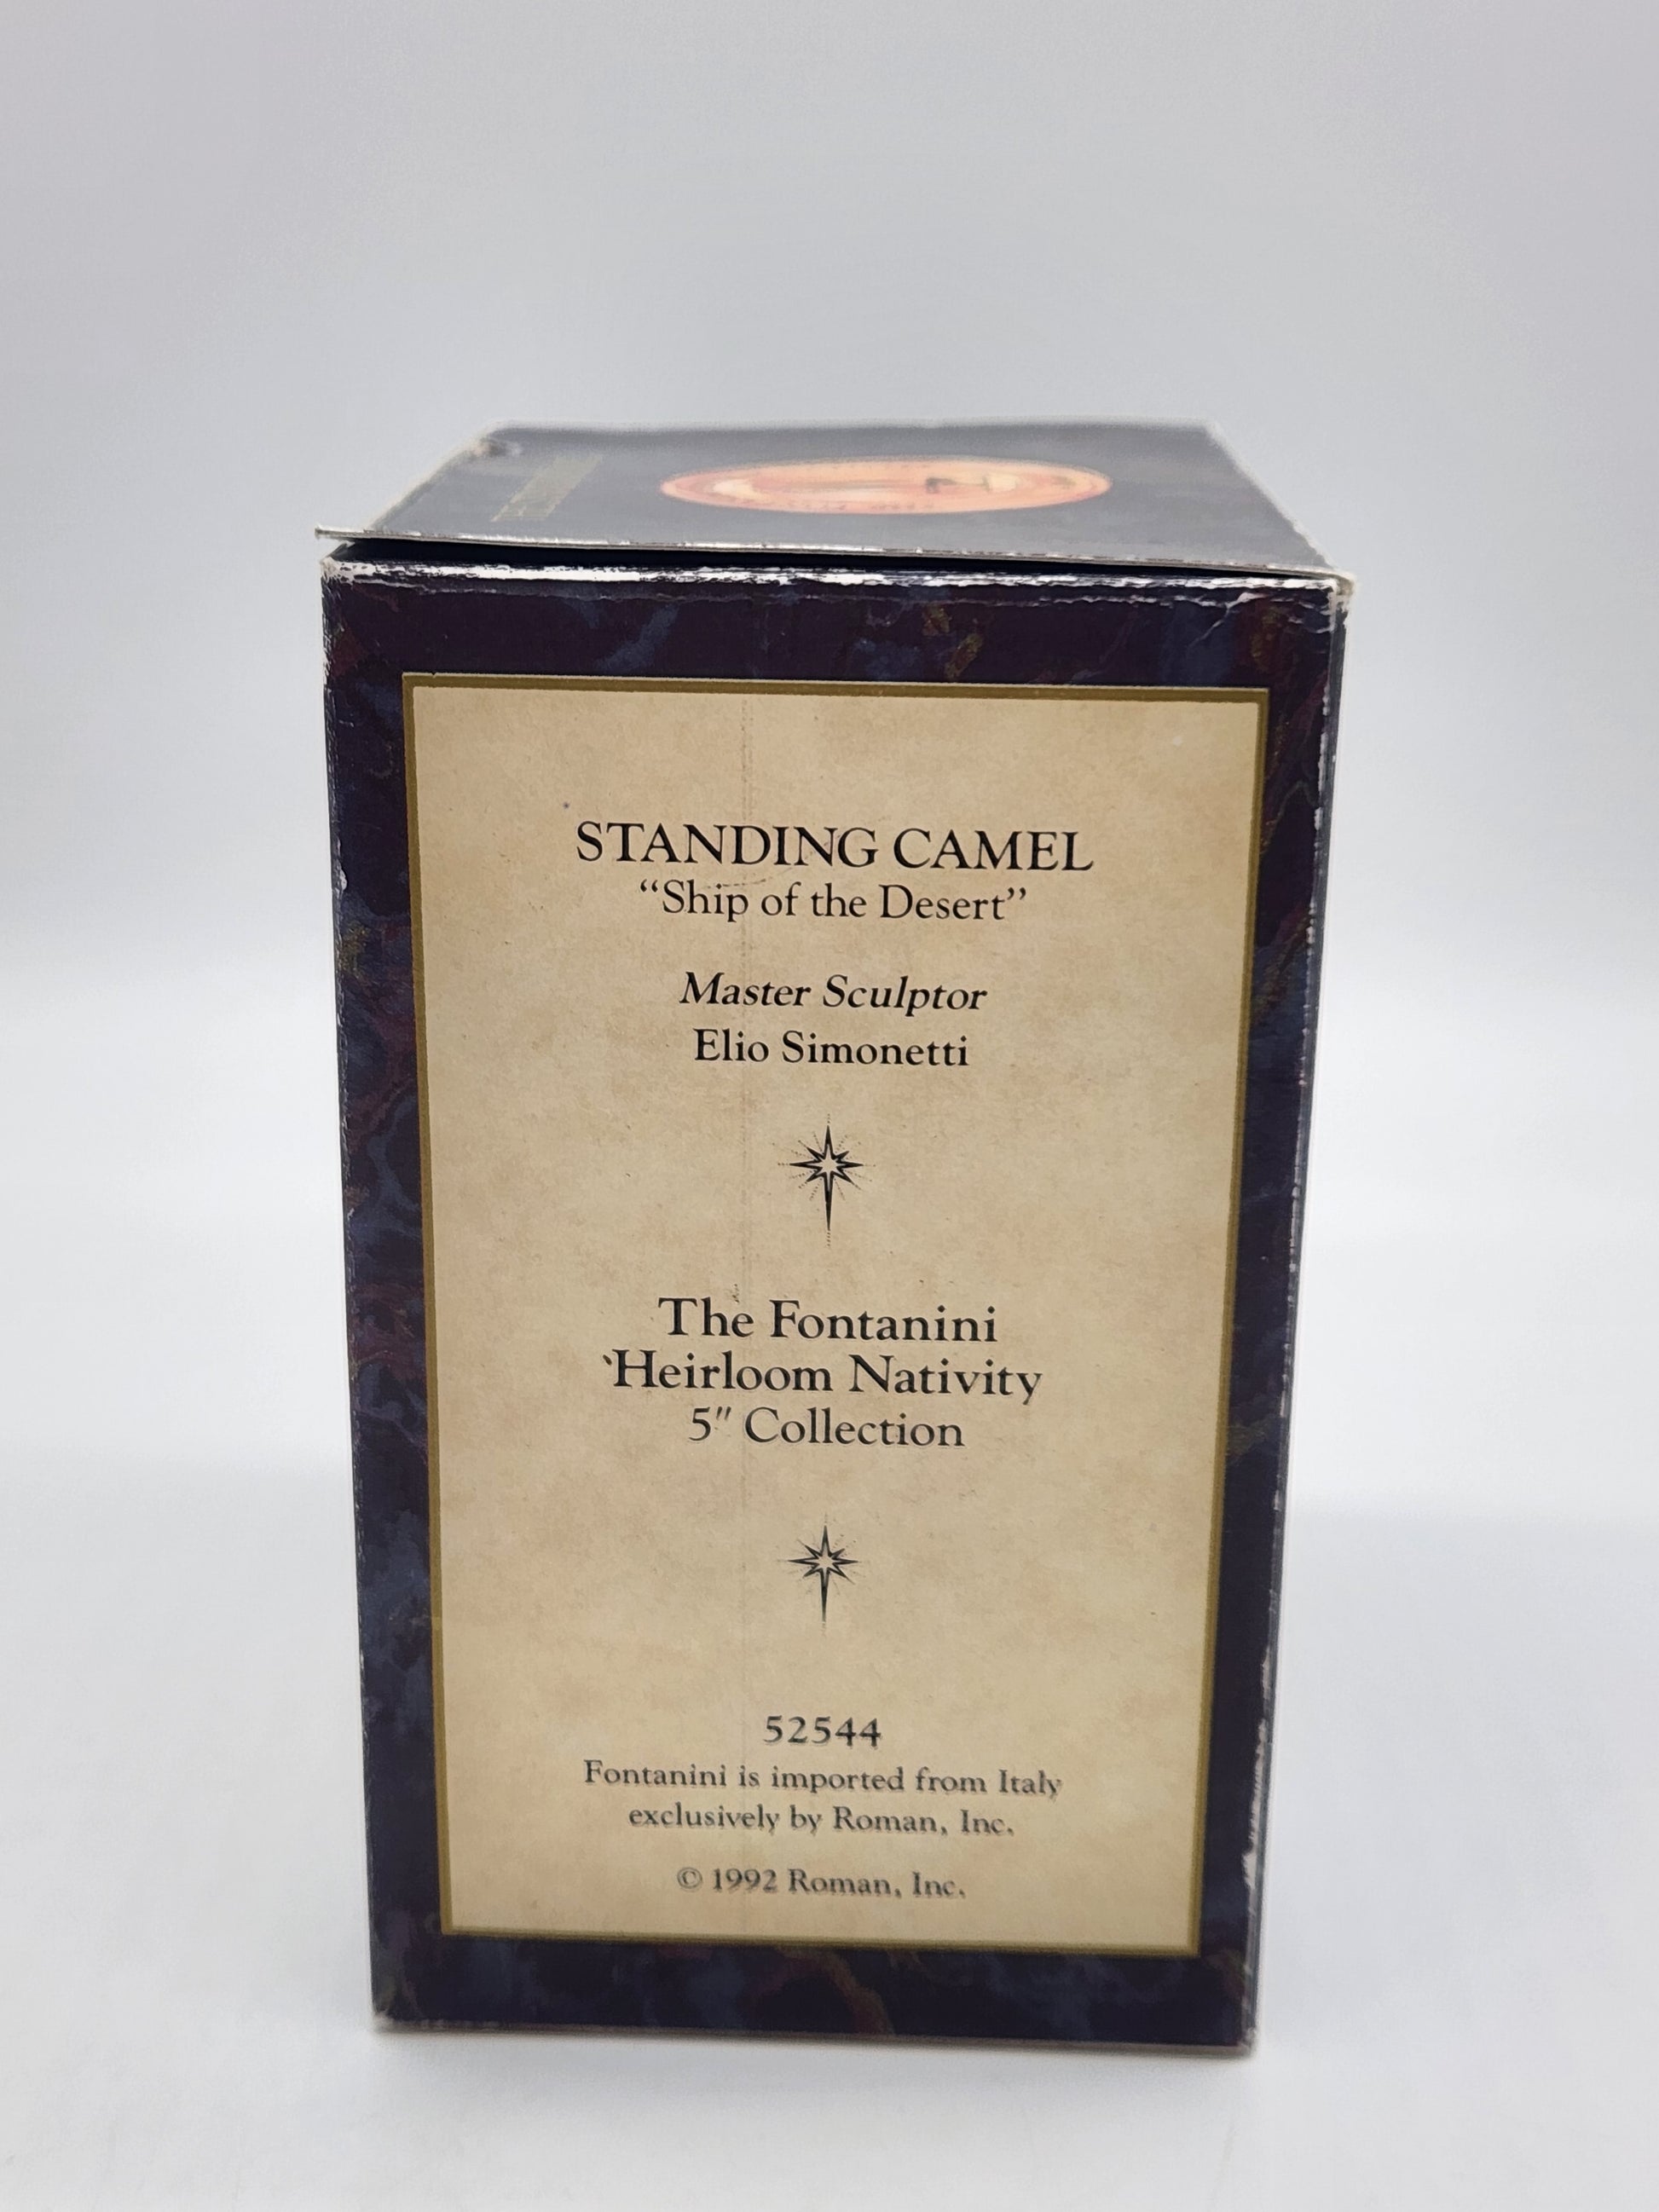 STANDING CAMEL
“Ship of the Desert”
Master Sculptor
Elio Simonetti
The Fontanini
Heirloom Nativity
5″ Collection
52544
Fontanini is imported from Italy
exclusively by Roman, Inc.
© 1992 Roman, Inc.